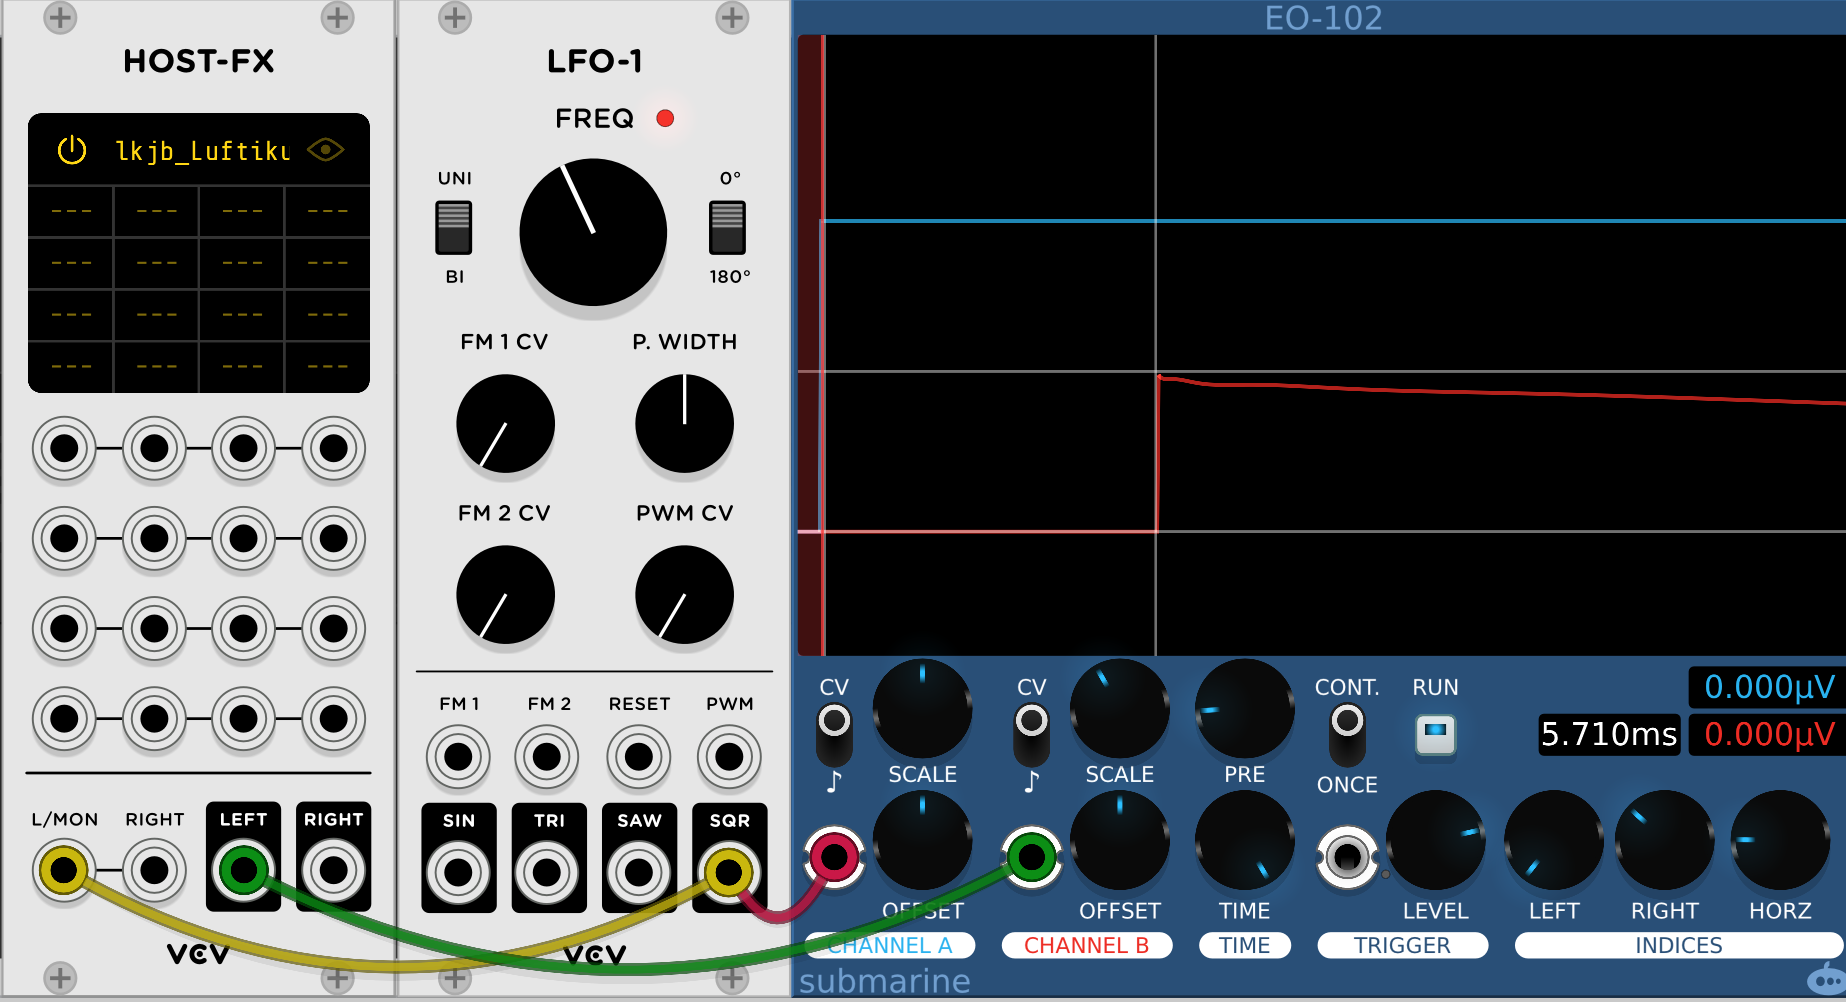 HOST-FX
lkjb_Luftiku
--- --- --- ---
--- --- --- ---
--- --- --- ---
--- --- --- ---
L/MON RIGHT LEFT RIGHT
VCV
LFO-1
FREQ
UNI 0°
BI 180°
FM 1 CV P. WIDTH
FM 2 CV PWM CV
FM 1 FM 2 RESET PWM
SIN TRI SAW SQR
VCV
EO-102
CV CV CONT. RUN 0.000µV
5.710ms 0.000µV
♪ SCALE ♪ SCALE PRE ONCE
OFFSET OFFSET TIME LEVEL LEFT RIGHT HORZ
CHANNEL A CHANNEL B TIME TRIGGER INDICES
submarine